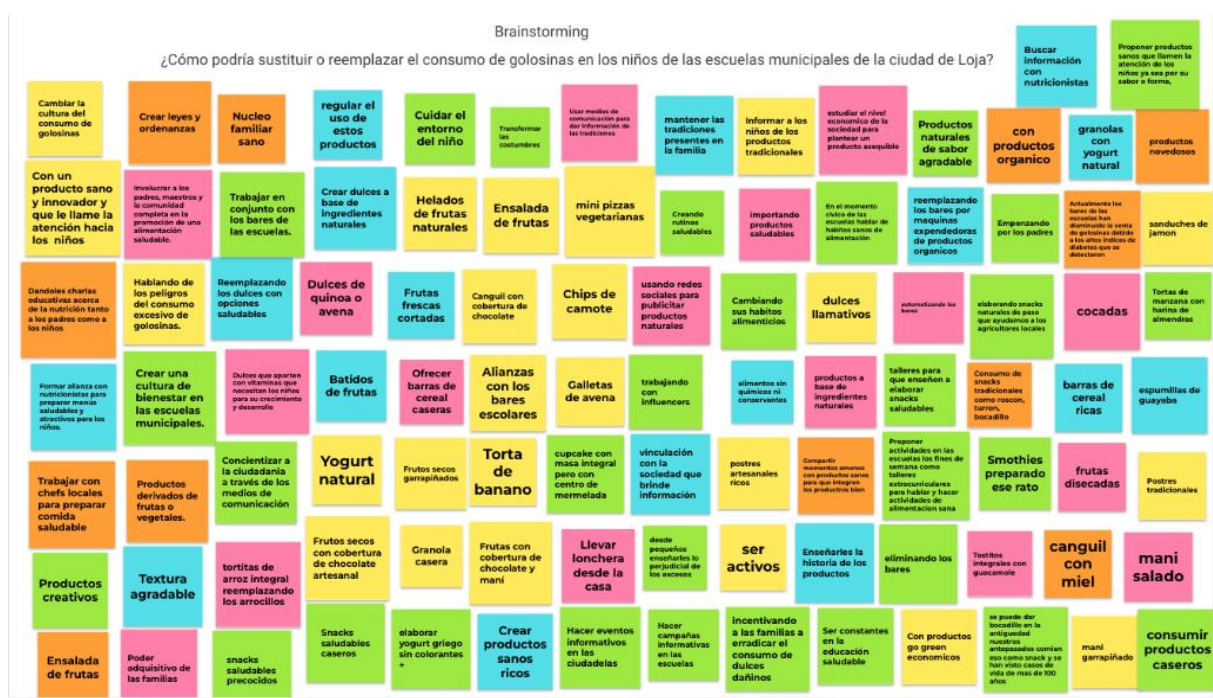 Brainstorming
¿Cómo podría sustituir o reemplazar el consumo de golosinas en los niños de las escuelas municipales de la ciudad de Loja?
Buscar
información
con
nutricionistas
Proponer productos
sanos que llamen la
atención de los
niños ya sea por su
sabor o forma,
Cambiar la
cultura del
consumo de
golosinas
Crear leyes y
ordenanzas
Nucleo
familiar
sano
regular el
uso de
estos
productos
Cuidar el
entorno
del niño
Transformar
las
costumbres
Usar medios de
comunicación para
dar información de
las tradiciones
mantener las
tradiciones
presentes en
la familia
Informar a los
niños de los
productos
tradicionales
estudiar el nivel
economico de la
sociedad para
plantear un
producto asequible
Productos
naturales
de sabor
agradable
con
productos
organico
granolas
con yogurt
natural
productos
novedosos
Con un
producto sano
y innovador y
que le llame la
atención hacia
los niños
Involucrar a los
padres, maestros y
la comunidad
completa en la
promoción de una
alimentación
saludable.
Trabajar en
conjunto con
los bares de
las escuelas.
Crear dulces a
base de
ingredientes
naturales
Helados
de frutas
naturales
Ensalada
de frutas
mini pizzas
vegetarianas
Creando
rutinas
saludables
importando
productos
saludables
En el momento
cívico de las
escuelas hablar de
habitos sanos de
alimentación
reemplazando
los bares por
maquinas
expendedoras
de productos
organicos
Empenzando
por los padres
Actualmente los
bares de las
escuelas han
disminuido la venta
de golosinas debido
a los altos indices de
diabetes que se
detectaron
sanduches de
jamon
Dandoles charlas
educativas acerca
de la nutrición tanto
a los padres como a
los niños
Hablando de
los peligros
del consumo
excesivo de
golosinas.
Reemplazando
los dulces con
opciones
saludables
Dulces de
quinoa o
avena
Frutas
frescas
cortadas
Canguil con
cobertura de
chocolate
Chips de
camote
usando redes
sociales para
publicitar
productos
naturales
Cambiando
sus habitos
alimenticios
dulces
llamativos
automatizando los
bares
elaborando snacks
naturales de paso
que ayudamos a los
agricultores locales
cocadas
Tortas de
manzana con
harina de
almendras
Formar alianza con
nutricionistas para
preparar menús
saludables y
atractivos para los
niños.
Crear una
cultura de
bienestar en
las escuelas
municipales.
Dulces que aporten
con vitaminas que
necesitan los niños
para su crecimiento
y desarrollo
Batidos
de frutas
Ofrecer
barras de
cereal
caseras
Alianzas
con los
bares
escolares
Galletas
de avena
trabajando
con
influencers
alimentos sin
quimicos ni
conservantes
productos a
base de
ingredientes
naturales
talleres para
que enseñen a
elaborar
snacks
saludables
Consumo de
snacks
tradicionales
como roscon,
turron,
bocadillo
barras de
cereal
ricas
espumillas de
guayaba
Trabajar con
chefs locales
para preparar
comida
saludable
Productos
derivados de
frutas o
vegetales.
Concientizar a
la ciudadania
a través de los
medios de
comunicación
Yogurt
natural
Frutos secos
garrapiñados
Torta
de
banano
cupcake con
masa integral
pero con
centro de
mermelada
vinculación
con la
sociedad que
brinde
información
postres
artesanales
ricos
Compartir
momentos amenos
con productos sanos
para que integren
los productros bien
Proponer
actividades en las
escuelas los fines de
semana como
talleres
extracurriculares
para hablar y hacer
actividades de
alimentacion sana
Smothies
preparado
ese rato
frutas
disecadas
Postres
tradicionales
Productos
creativos
Textura
agradable
tortitas de
arroz integral
reemplazando
los arrocillos
Frutos secos
con cobertura
de chocolate
artesanal
Granola
casera
Frutas con
cobertura de
chocolate y
maní
Llevar
lonchera
desde la
casa
desde
pequeños
enseñarles lo
perjudicial de
los excesos
ser
activos
Enseñarles la
historia de los
productos
eliminando los
bares
Tostitos
integrales con
guacamole
canguil
con
miel
mani
salado
Ensalada
de frutas
Poder
adquisitivo de
las familias
snacks
saludables
precocidos
Snacks
saludables
caseros
elaborar
yogurt griego
sin colorantes
+
Crear
productos
sanos
ricos
Hacer eventos
informativos
en las
ciudadelas
Hacer
campañas
informativas
en las
escuelas
incentivando
a las familias a
erradicar el
consumo de
dulces
dañinos
Ser
constantes en
la educación
saludable
Con productos
go green
economicos
se puede dar
bocadillo en la
antiguedad
nuestros
antepasados comian
eso como snack y se
han visto casos de
vida de mas de 100
años
mani
garrapiñado
consumir
productos
caseros